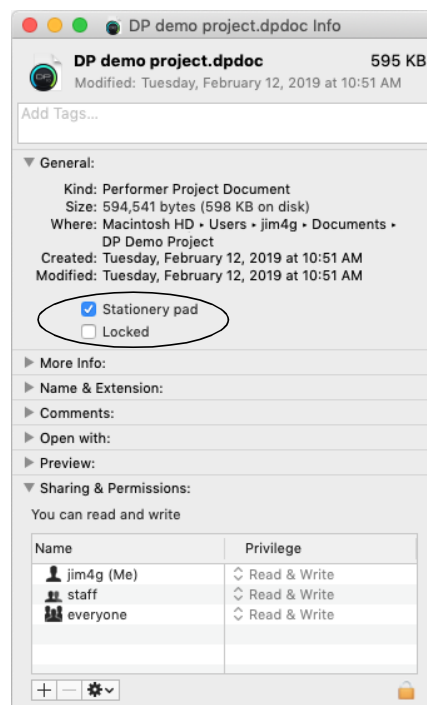 DP demo project.dpdoc Info
DP demo project.dpdoc 595 KB
Modified: Tuesday, February 12, 2019 at 10:51 AM
Add Tags...
General:
Kind: Performer Project Document
Size: 594,541 bytes (598 KB on disk)
Where: Macintosh HD ▸ Users ▸ jim4g ▸ Documents ▸
DP Demo Project
Created: Tuesday, February 12, 2019 at 10:51 AM
Modified: Tuesday, February 12, 2019 at 10:51 AM
Stationery pad
Locked
More Info:
Name & Extension:
Comments:
Open with:
Preview:
Sharing & Permissions:
You can read and write
Name Privilege
jim4g (Me) Read & Write
staff Read & Write
everyone Read & Write